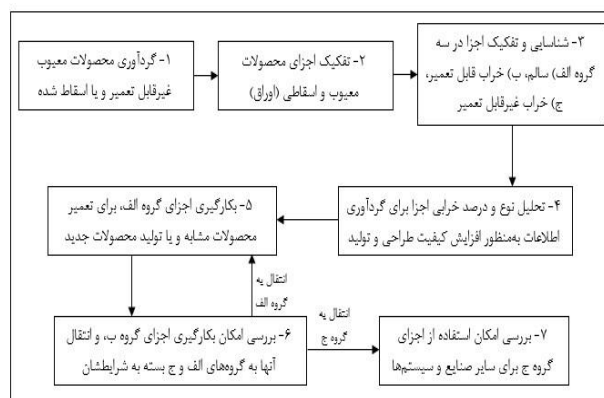 ۱- گردآوری محصولات معیوب
غیرقابل تعمیر و یا اسقاط شده
۲- تفکیک اجزای محصولات
معیوب و اسقاطی (اوراق)
۳- شناسایی و تفکیک اجزا در سه
گروه الف) سالم، ب) خراب قابل تعمیر،
ج) خراب غیرقابل تعمیر
۴- تحلیل نوع و درصد خرابی اجزا برای گردآوری
اطلاعات به‌منظور افزایش کیفیت طراحی و تولید
۵- بکارگیری اجزای گروه الف، برای تعمیر
محصولات مشابه و یا تولید محصولات جدید
انتقال یه
گروه الف
۶- بررسی امکان بکارگیری اجزای گروه ب، و انتقال
آنها به گروه‌های الف و ج بسته به شرایطشان
انتقال یه
گروه ج
۷- بررسی امکان استفاده از اجزای
گروه ج برای سایر صنایع و سیستم‌ها